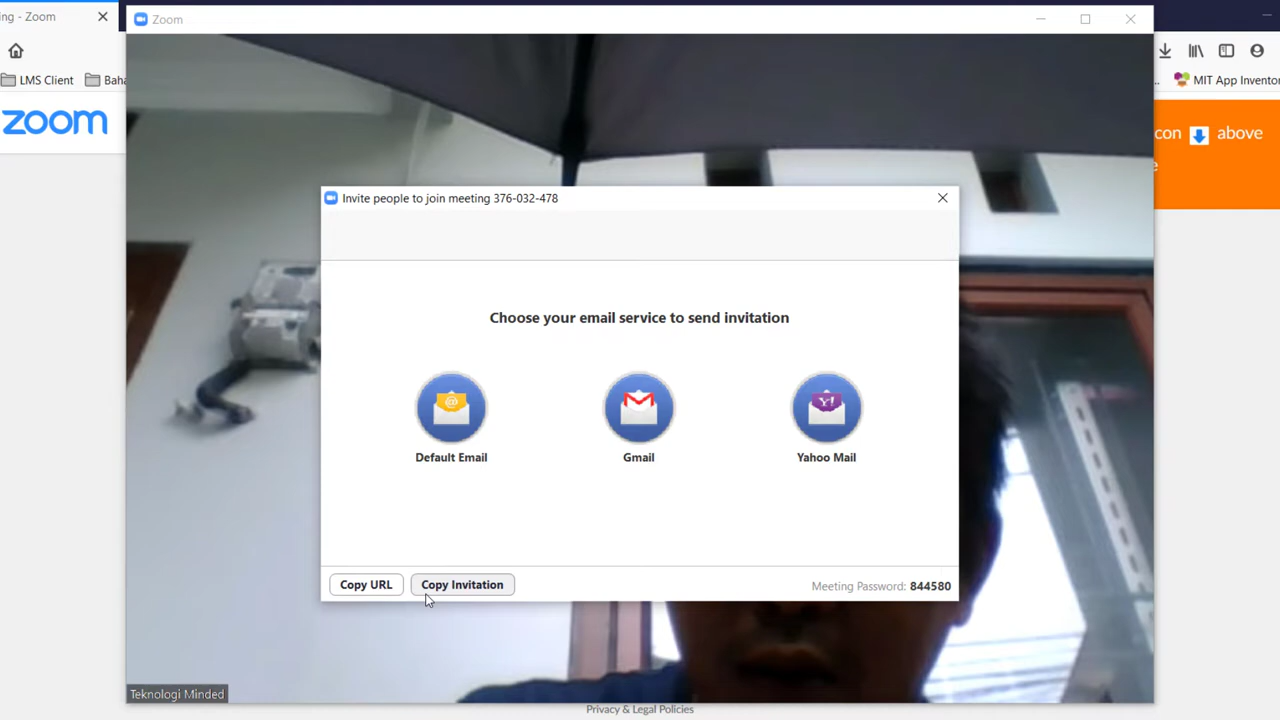 ng - Zoom
Zoom
LMS Client
Baha
MIT App Invento
zoom
con above
e
Invite people to join meeting 376-032-478
Choose your email service to send invitation
@
Y!
Default Email
Gmail
Yahoo Mail
Copy URL
Copy Invitation
Meeting Password: 844580
Teknologi Minded
Privacy & Legal Policies